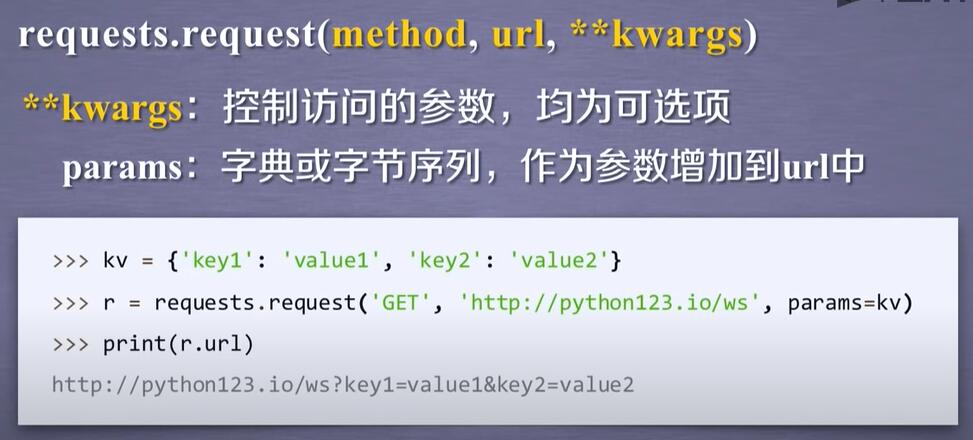 requests.request(method, url, **kwargs)
**kwargs：控制访问的参数，均为可选项
params：字典或字节序列，作为参数增加到url中
>>> kv = {'key1': 'value1', 'key2': 'value2'}
>>> r = requests.request('GET', 'http://python123.io/ws', params=kv)
>>> print(r.url)
http://python123.io/ws?key1=value1&key2=value2